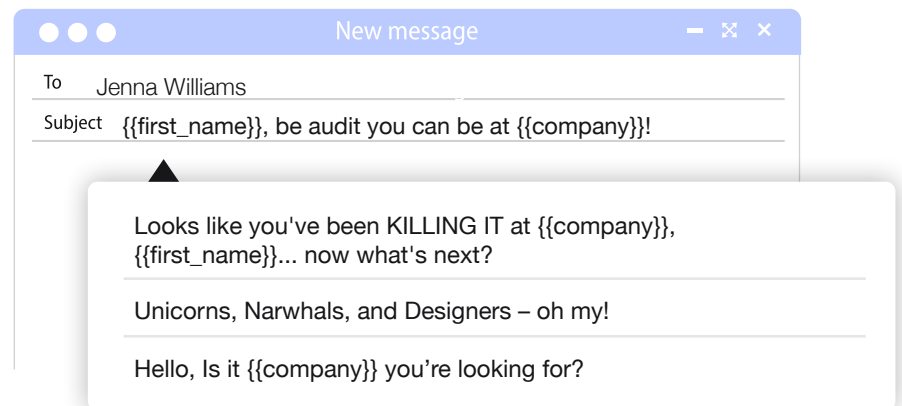 New message
To Jenna Williams
Subject {{first_name}}, be audit you can be at {{company}}!
Looks like you've been KILLING IT at {{company}},
{{first_name}}... now what's next?
Unicorns, Narwhals, and Designers – oh my!
Hello, Is it {{company}} you’re looking for?